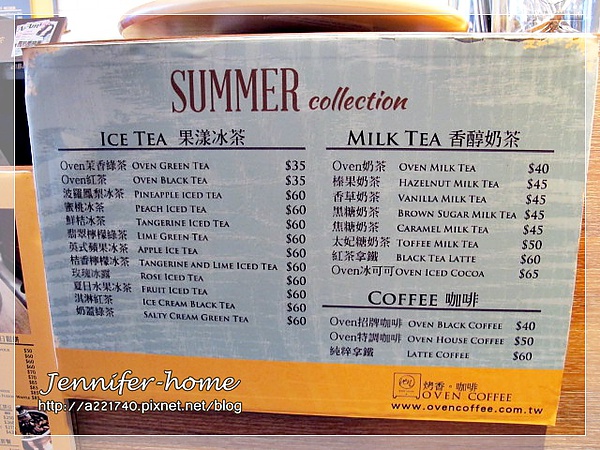 SUMMER collection
ICE TEA 果漾冰茶
Oven茉香綠茶 OVEN GREEN TEA $35
Oven紅茶 OVEN BLACK TEA $35
波羅鳳梨冰茶 PINEAPPLE ICED TEA $60
蜜桃冰茶 PEACH ICED TEA $60
鮮桔冰茶 TANGERINE ICED TEA $60
翡翠檸檬綠茶 LIME GREEN TEA $60
英式蘋果冰茶 APPLE ICE TEA $60
桔香檸檬冰茶 TANGERINE AND LIME ICED TEA $60
玫瑰冰露 ROSE ICED TEA $60
夏日水果冰茶 FRUIT ICED TEA $60
淇淋紅茶 ICE CREAM BLACK TEA $60
奶蓋綠茶 SALTY CREAM GREEN TEA $60
MILK TEA 香醇奶茶
Oven奶茶 OVEN MILK TEA $40
榛果奶茶 HAZELNUT MILK TEA $45
香草奶茶 VANILLA MILK TEA $45
黑糖奶茶 BROWN SUGAR MILK TEA $45
焦糖奶茶 CARAMEL MILK TEA $45
太妃糖奶茶 TOFFEE MILK TEA $50
紅茶拿鐵 BLACK TEA LATTE $60
Oven冰可可 OVEN ICED COCOA $65
COFFEE 咖啡
Oven招牌咖啡 OVEN BLACK COFFEE $40
Oven特調咖啡 OVEN HOUSE COFFEE $50
純粹拿鐵 LATTE COFFEE $60
烤香。咖啡
OVEN COFFEE
www.ovencoffee.com.tw
Jennifer-home
http://a221740.pixnet.net/blog